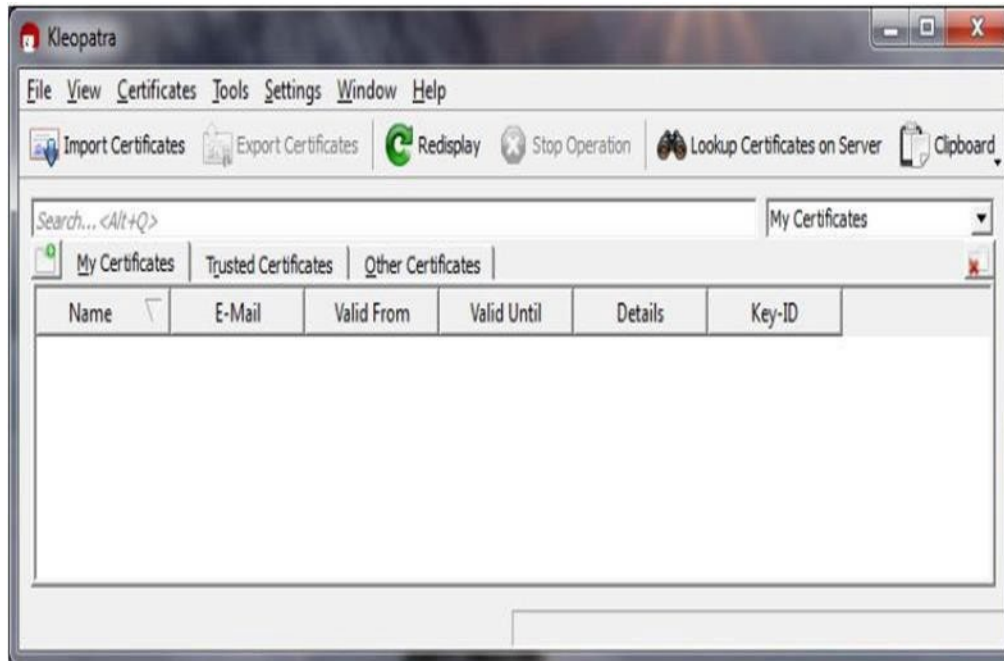 Kleopatra
File View Certificates Tools Settings Window Help
Import Certificates Export Certificates Redisplay Stop Operation Lookup Certificates on Server Clipboard
Search...<Alt+Q> My Certificates
My Certificates Trusted Certificates Other Certificates
Name E-Mail Valid From Valid Until Details Key-ID